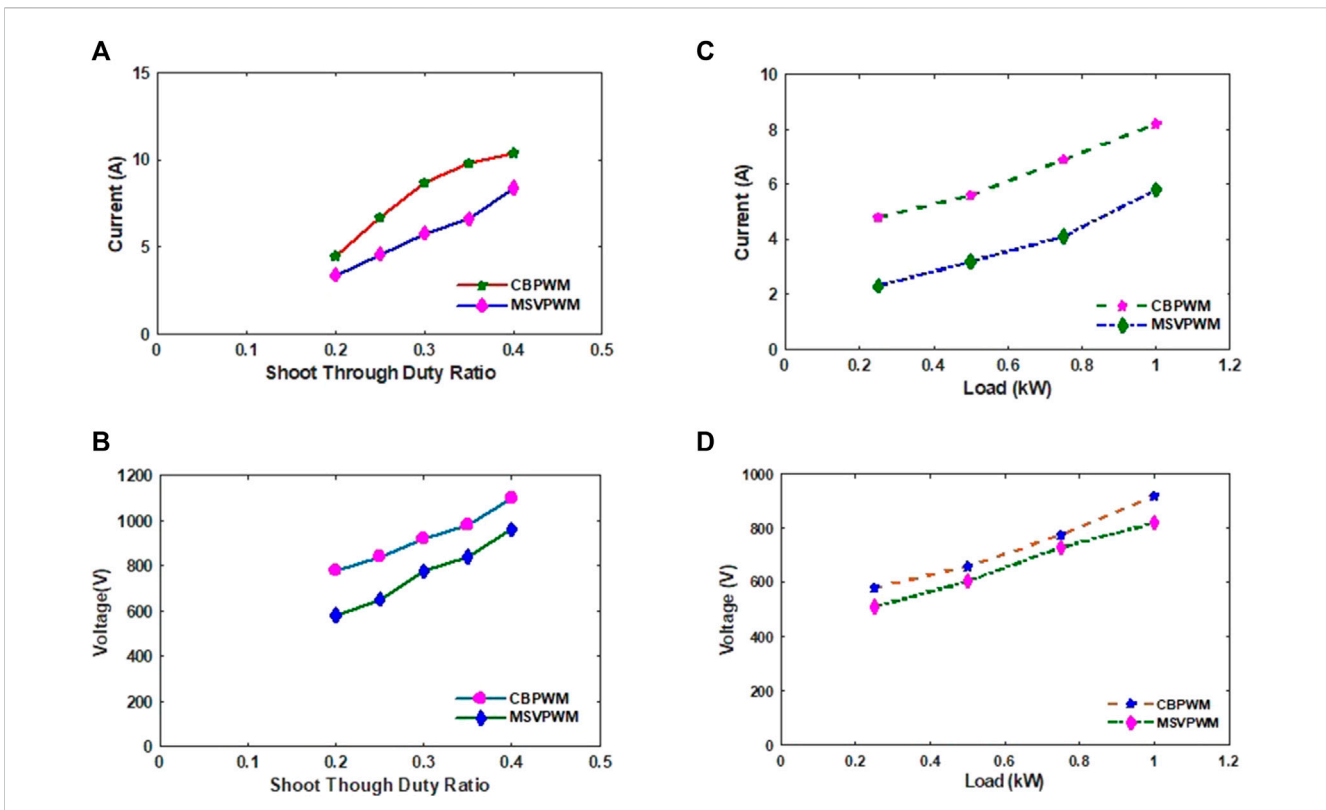 A
15
10
5
0
Current (A)
0 0.1 0.2 0.3 0.4 0.5
Shoot Through Duty Ratio
CBPWM
MSVPWM
C
10
8
6
4
2
0
Current (A)
0 0.2 0.4 0.6 0.8 1 1.2
Load (kW)
CBPWM
MSVPWM
B
1200
1000
800
600
400
200
0
Voltage(V)
0 0.1 0.2 0.3 0.4 0.5
Shoot Though Duty Ratio
CBPWM
MSVPWM
D
1000
800
600
400
200
0
Voltage (V)
0 0.2 0.4 0.6 0.8 1 1.2
Load (kW)
CBPWM
MSVPWM